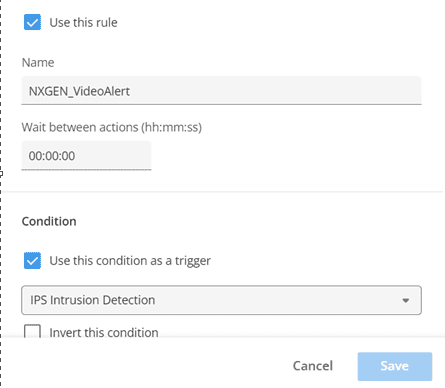 Use this rule
Name
NXGEN_VideoAlert
Wait between actions (hh:mm:ss)
00:00:00
Condition
Use this condition as a trigger
IPS Intrusion Detection
Invert this condition
Cancel
Save